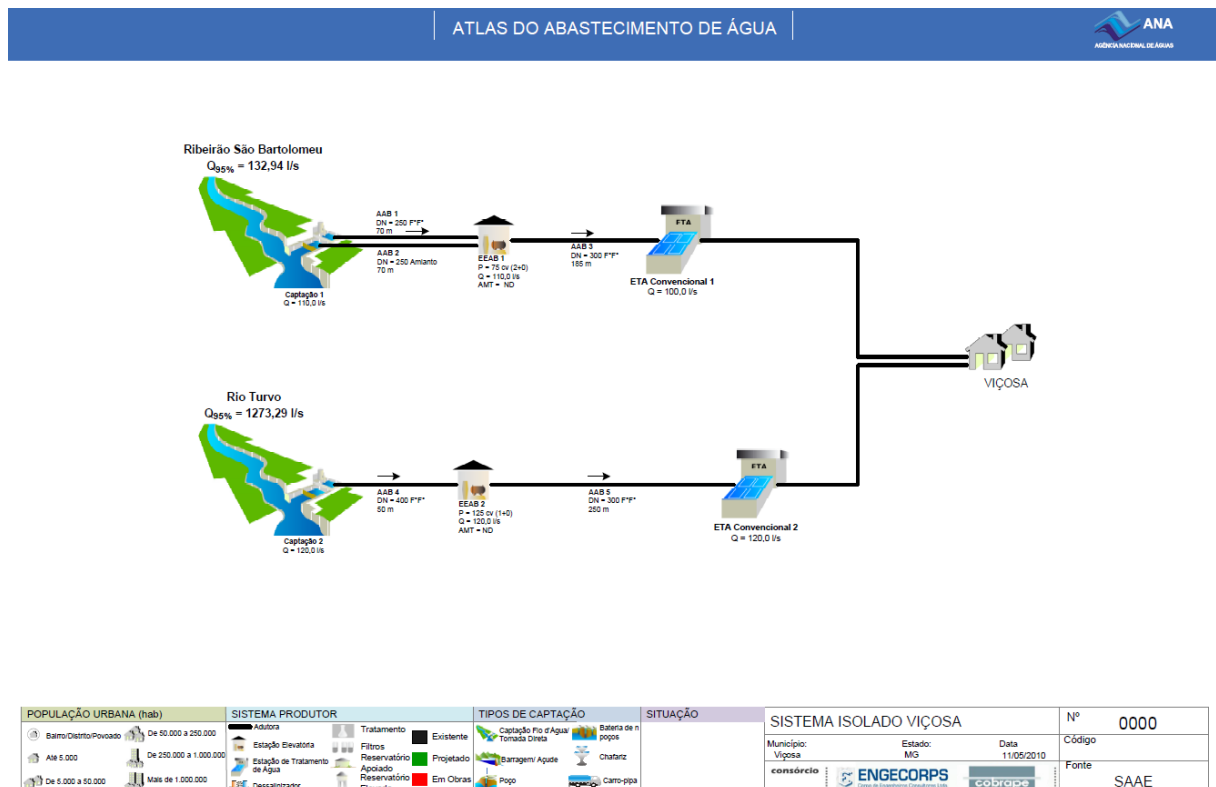 ATLAS DO ABASTECIMENTO DE ÁGUA
ANA
AGÊNCIA NACIONAL DE ÁGUAS
Ribeirão São Bartolomeu
Q95% = 132,94 l/s
AAB 1
DN = 250 FºFº
70 m
AAB 2
DN = 250 Amianto
70 m
Captação 1
Q = 110,0 l/s
EEAB 1
P = 75 cv (2+0)
Q = 110,0 l/s
AMT = ND
AAB 3
DN = 300 FºFº
185 m
ETA
ETA Convencional 1
Q = 100,0 l/s
VIÇOSA
Rio Turvo
Q95% = 1273,29 l/s
AAB 4
DN = 400 FºFº
50 m
Captação 2
Q = 120,0 l/s
EEAB 2
P = 125 cv (1+0)
Q = 120,0 l/s
AMT = ND
AAB 5
DN = 300 FºFº
250 m
ETA
ETA Convencional 2
Q = 120,0 l/s
POPULAÇÃO URBANA (hab)
Bairro/Distrito/Povoado
De 50.000 a 250.000
Até 5.000
De 250.000 a 1.000.000
De 5.000 a 50.000
Mais de 1.000.000
SISTEMA PRODUTOR
Adutora
Estação Elevatória
Estação de Tratamento
de Água
Dessalinizador
Tratamento
Filtros
Reservatório
Apoiado
Reservatório
Existente
Projetado
Em Obras
TIPOS DE CAPTAÇÃO
Captação Fio d'Agua/
Tomada Direta
Bateria de n
poços
Barragem/ Açude
Chafariz
Poço
Carro-pipa
SITUAÇÃO
SISTEMA ISOLADO VIÇOSA
Município:
Viçosa
Estado:
MG
Data
11/05/2010
consórcio
ENGECORPS
cobrape
Nº
0000
Código
Fonte
SAAE